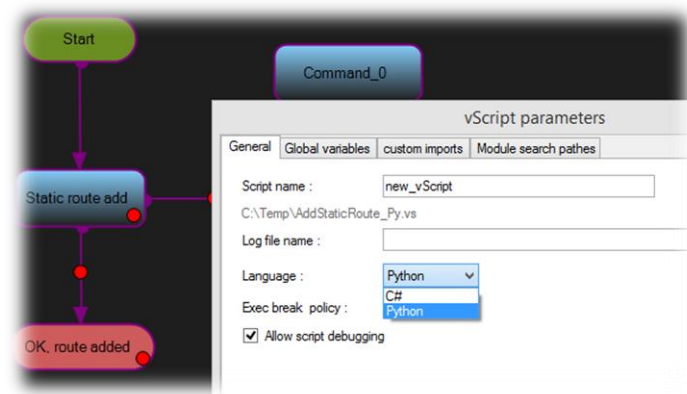 Start
Command_0
Static route add
OK, route added
vScript parameters
General Global variables custom imports Module search pathes
Script name : new_vScript
C:\Temp\AddStaticRoute_Py.vs
Log file name :
Language : Python
C#
Python
Exec break policy :
Allow script debugging